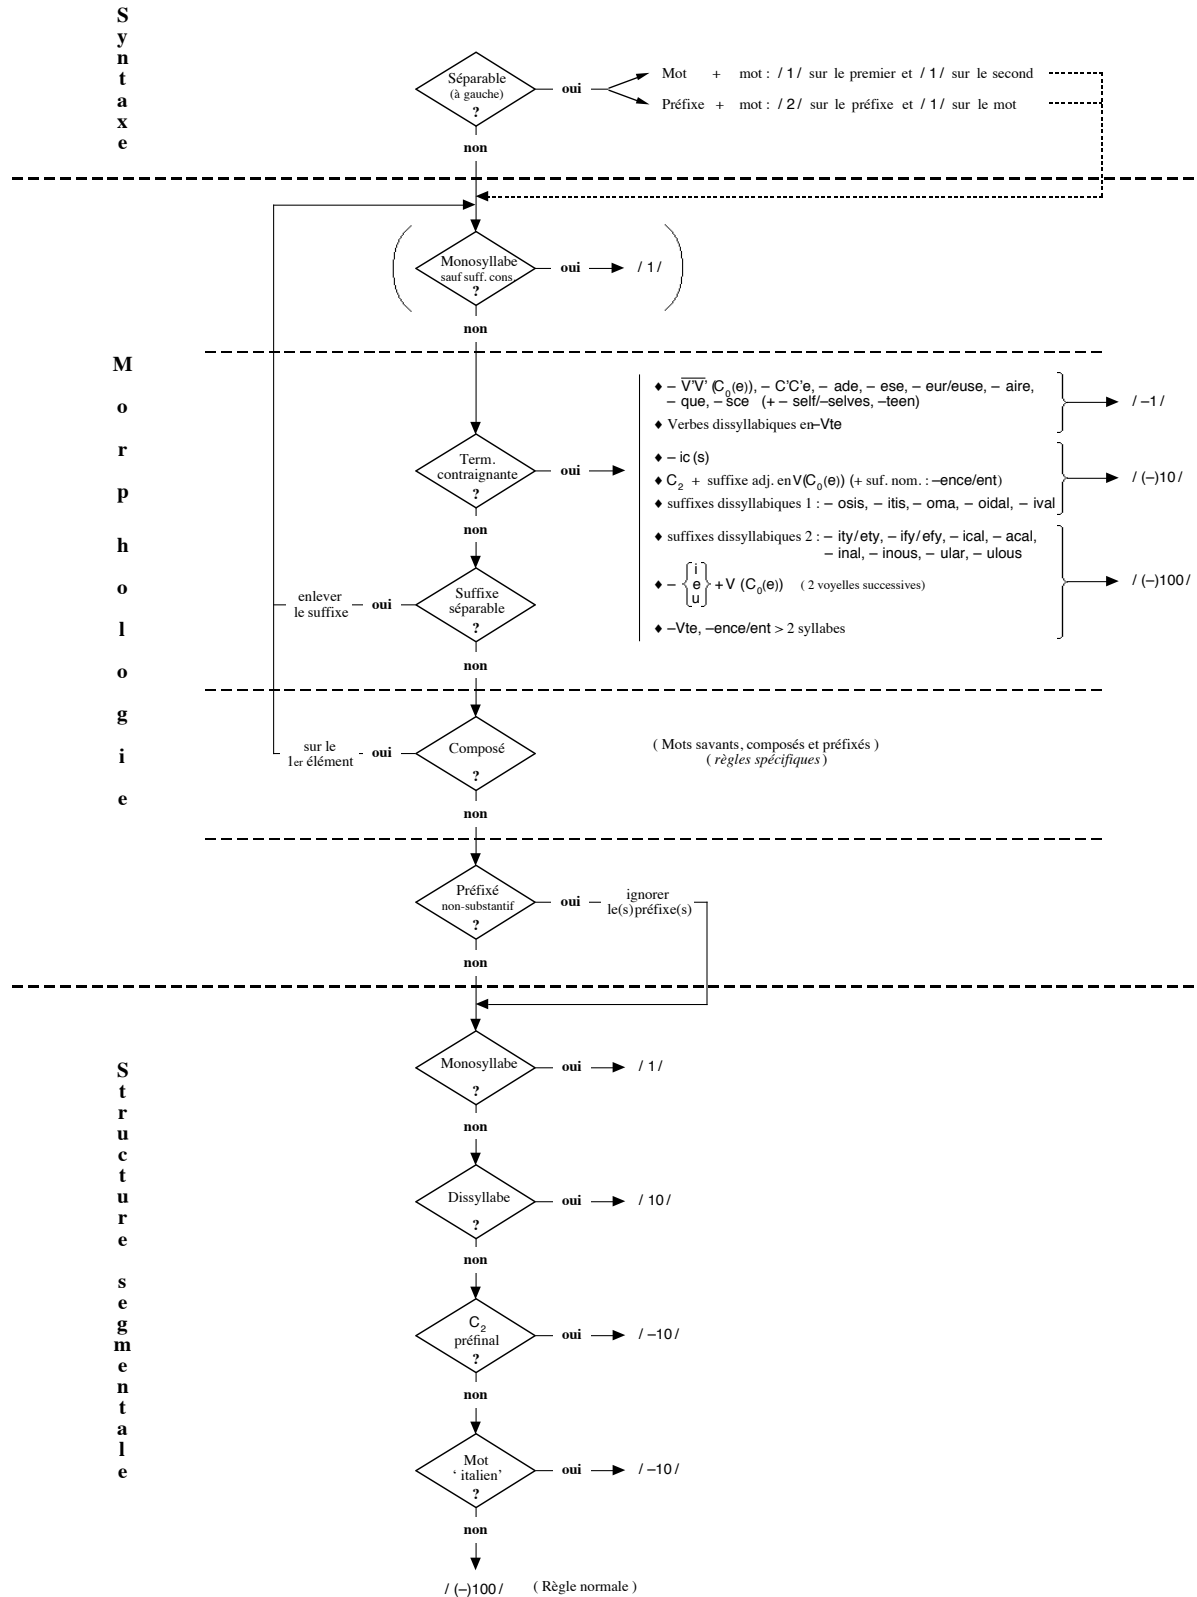 Syntaxe
Séparable
(à gauche)
?
oui
Mot + mot : / 1 / sur le premier et / 1 / sur le second
Préfixe + mot : / 2 / sur le préfixe et / 1 / sur le mot
non
Morphologie
Monosyllabe
sauf suff. cons.
?
oui
/ 1 /
non
Term.
contraignante
?
oui
♦ – V'V' (C0(e)), – C'C'e, – ade, – ese, – eur/euse, – aire,
– que, – sce (+ – self/–selves, –teen)
♦ Verbes dissyllabiques en–Vte
/ –1 /
♦ – ic (s)
♦ C2 + suffixe adj. en V(C0(e)) (+ suf. nom. : –ence/ent)
♦ suffixes dissyllabiques 1 : – osis, – itis, – oma, – oidal, – ival
/ (–)10 /
♦ suffixes dissyllabiques 2 : – ity/ety, – ify/efy, – ical, – acal,
– inal, – inous, – ular, – ulous
♦ – { i e u } + V (C0(e)) ( 2 voyelles successives)
♦ –Vte, –ence/ent > 2 syllabes
/ (–)100 /
non
Suffixe
séparable
?
oui
enlever
le suffixe
non
Composé
?
oui
sur le
1er élément
( Mots savants, composés et préfixés )
( règles spécifiques )
non
Préfixé
non-substantif
?
oui
ignorer
le(s)préfixe(s)
non
Structure segmentale
Monosyllabe
?
oui
/ 1 /
non
Dissyllabe
?
oui
/ 10 /
non
C2
préfinal
?
oui
/ –10 /
non
Mot
‘ italien’
?
oui
/ –10 /
non
/ (–)100 / ( Règle normale )